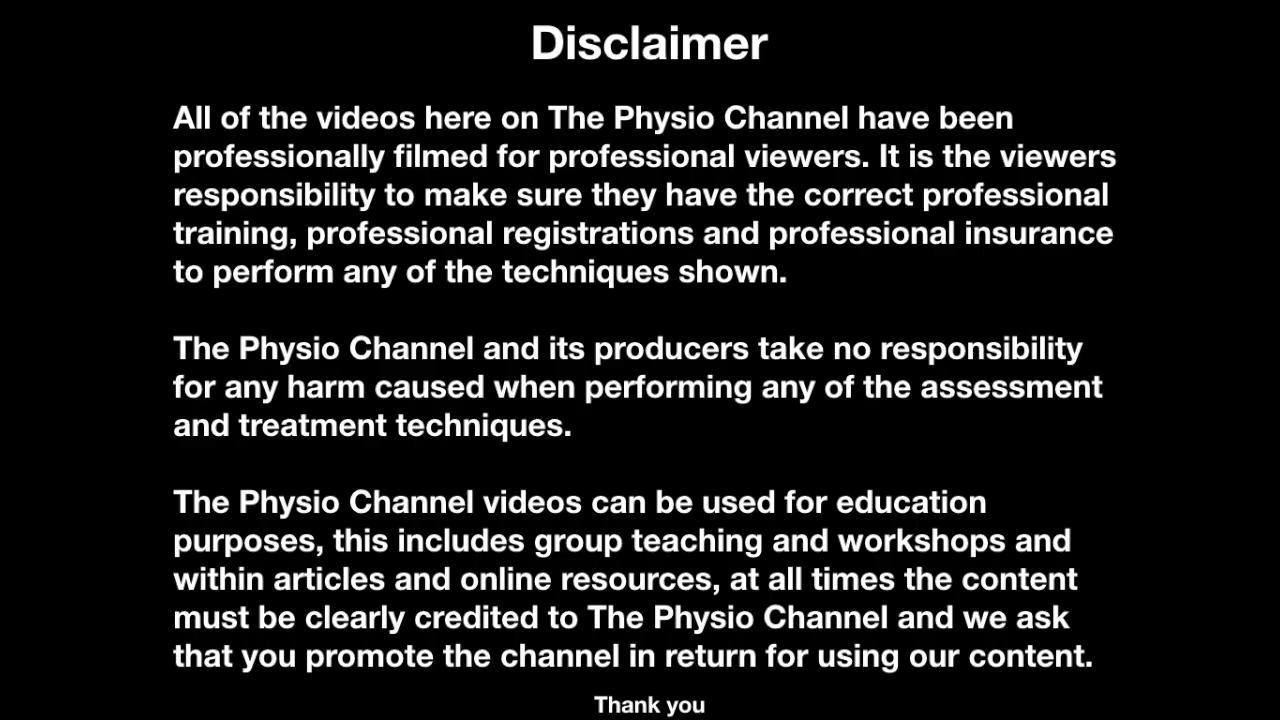 Disclaimer
All of the videos here on The Physio Channel have been
professionally filmed for professional viewers. It is the viewers
responsibility to make sure they have the correct professional
training, professional registrations and professional insurance
to perform any of the techniques shown.
The Physio Channel and its producers take no responsibility
for any harm caused when performing any of the assessment
and treatment techniques.
The Physio Channel videos can be used for education
purposes, this includes group teaching and workshops and
within articles and online resources, at all times the content
must be clearly credited to The Physio Channel and we ask
that you promote the channel in return for using our content.
Thank you